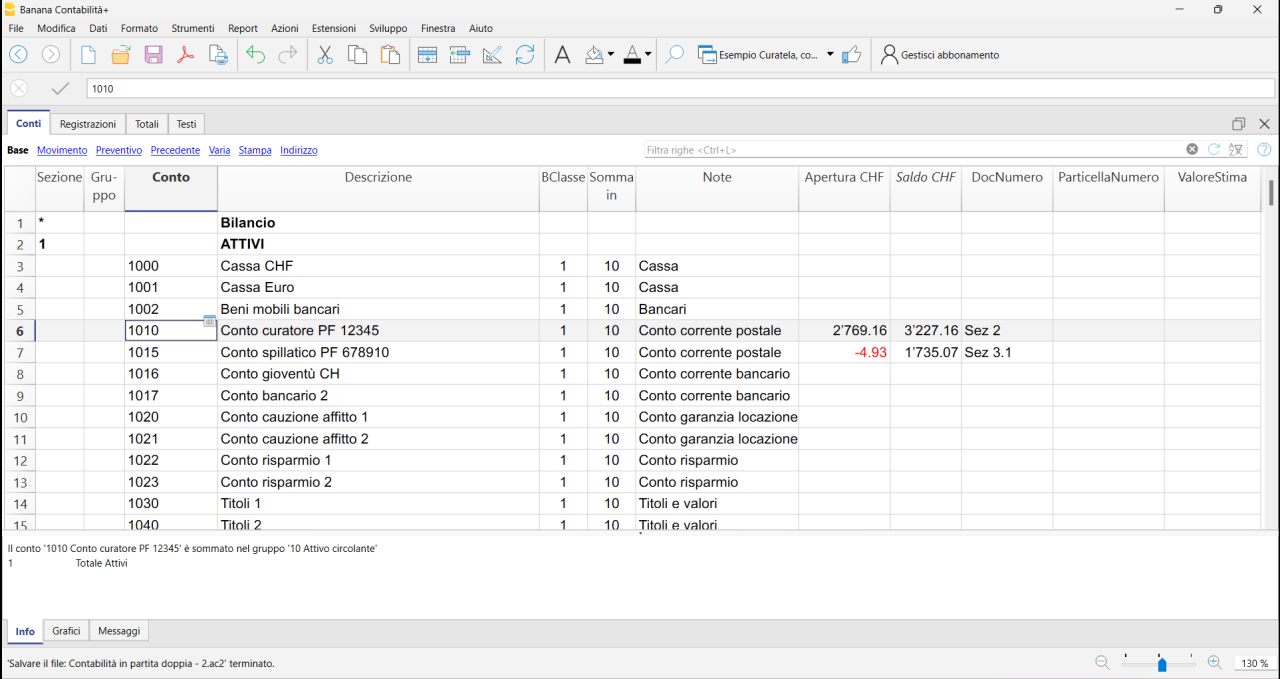 Banana Contabilità+
File Modifica Dati Formato Strumenti Report Azioni Estensioni Sviluppo Finestra Aiuto
Esempio Curatela, co... Gestisci abbonamento
1010
Conti Registrazioni Totali Testi
Base Movimento Preventivo Precedente Varia Stampa Indirizzo Filtra righe <Ctrl+L>
Sezione Gru-ppo Conto Descrizione BClasse Somma in Note Apertura CHF Saldo CHF DocNumero ParticellaNumero ValoreStima
1 * Bilancio
2 1 ATTIVI
3 1000 Cassa CHF 1 10 Cassa
4 1001 Cassa Euro 1 10 Cassa
5 1002 Beni mobili bancari 1 10 Bancari
6 1010 Conto curatore PF 12345 1 10 Conto corrente postale 2'769.16 3'227.16 Sez 2
7 1015 Conto spillatico PF 678910 1 10 Conto corrente postale -4.93 1'735.07 Sez 3.1
8 1016 Conto gioventù CH 1 10 Conto corrente bancario
9 1017 Conto bancario 2 1 10 Conto corrente bancario
10 1020 Conto cauzione affitto 1 1 10 Conto garanzia locazione
11 1021 Conto cauzione affitto 2 1 10 Conto garanzia locazione
12 1022 Conto risparmio 1 1 10 Conto risparmio
13 1023 Conto risparmio 2 1 10 Conto risparmio
14 1030 Titoli 1 1 10 Titoli e valori
15 1040 Titoli 2 1 10 Titoli e valori
Il conto '1010 Conto curatore PF 12345' è sommato nel gruppo '10 Attivo circolante'
1 Totale Attivi
Info Grafici Messaggi
'Salvare il file: Contabilità in partita doppia - 2.ac2' terminato. 130 %